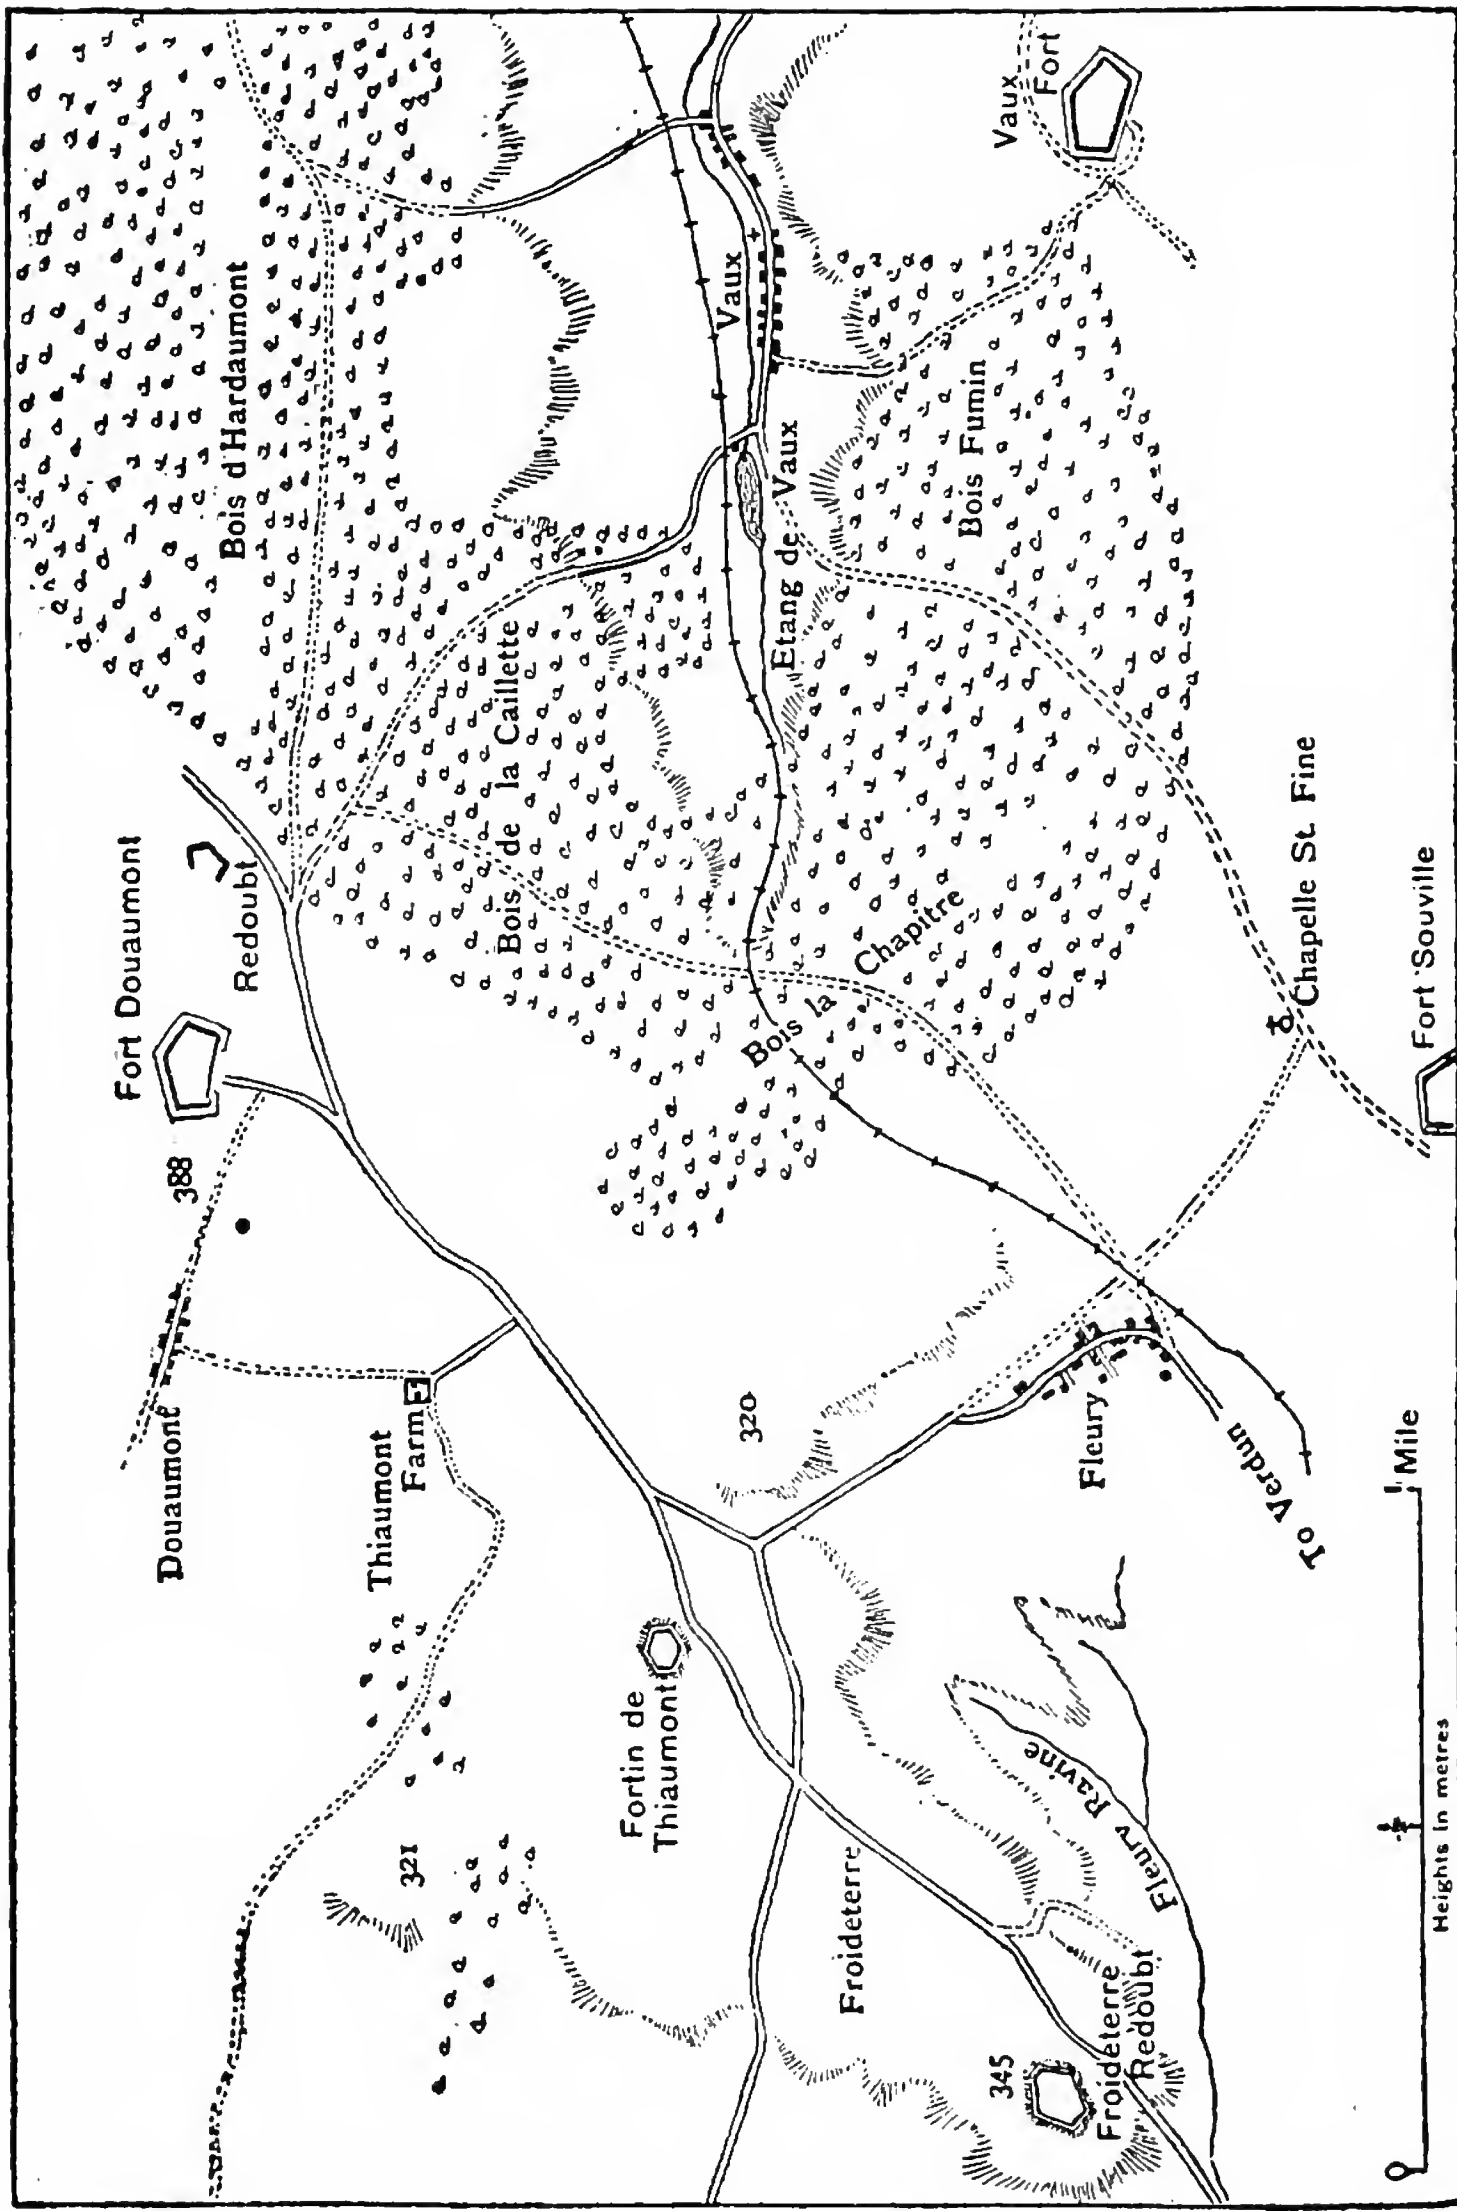 Fort Douaumont
Redoubt
388
Douaumont
Thiaumont
Farm
321
Fortin de
Thiaumont
320
Froideterre
345
Froideterre
Redoubt
Fleury Ravine
Fleury
To Verdun
Bois d'Hardaumont
Bois de la Caillette
Vaux
Etang de Vaux
Bois la Chapitre
Bois Fumin
Vaux
Fort
Chapelle St. Fine
Fort Souville
0
1 Mile
Heights in metres